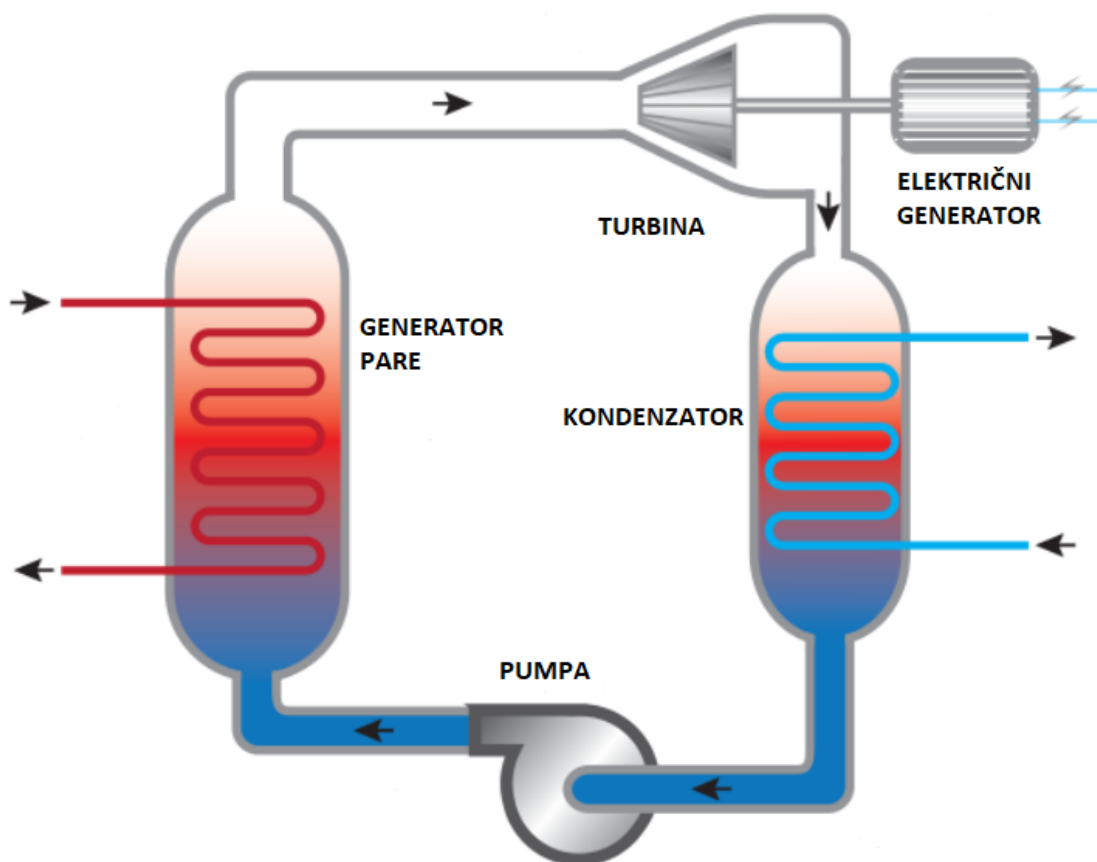 ELEKTRIČNI
GENERATOR
TURBINA
GENERATOR
PARE
KONDENZATOR
PUMPA